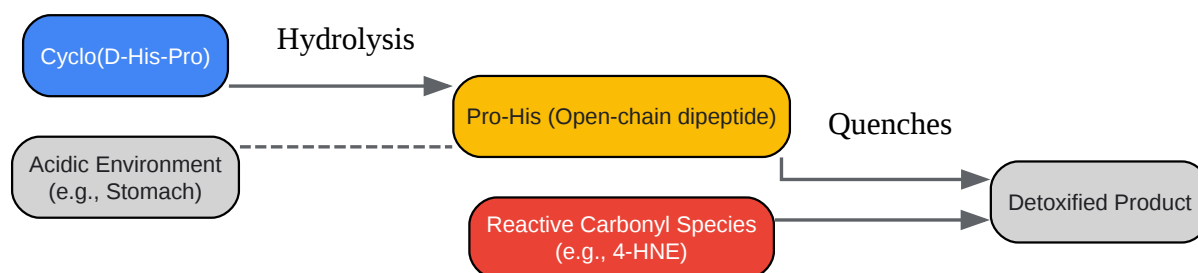 Cyclo(D-His-Pro)
Hydrolysis
Pro-His (Open-chain dipeptide)
Acidic Environment
(e.g., Stomach)
Quenches
Detoxified Product
Reactive Carbonyl Species
(e.g., 4-HNE)